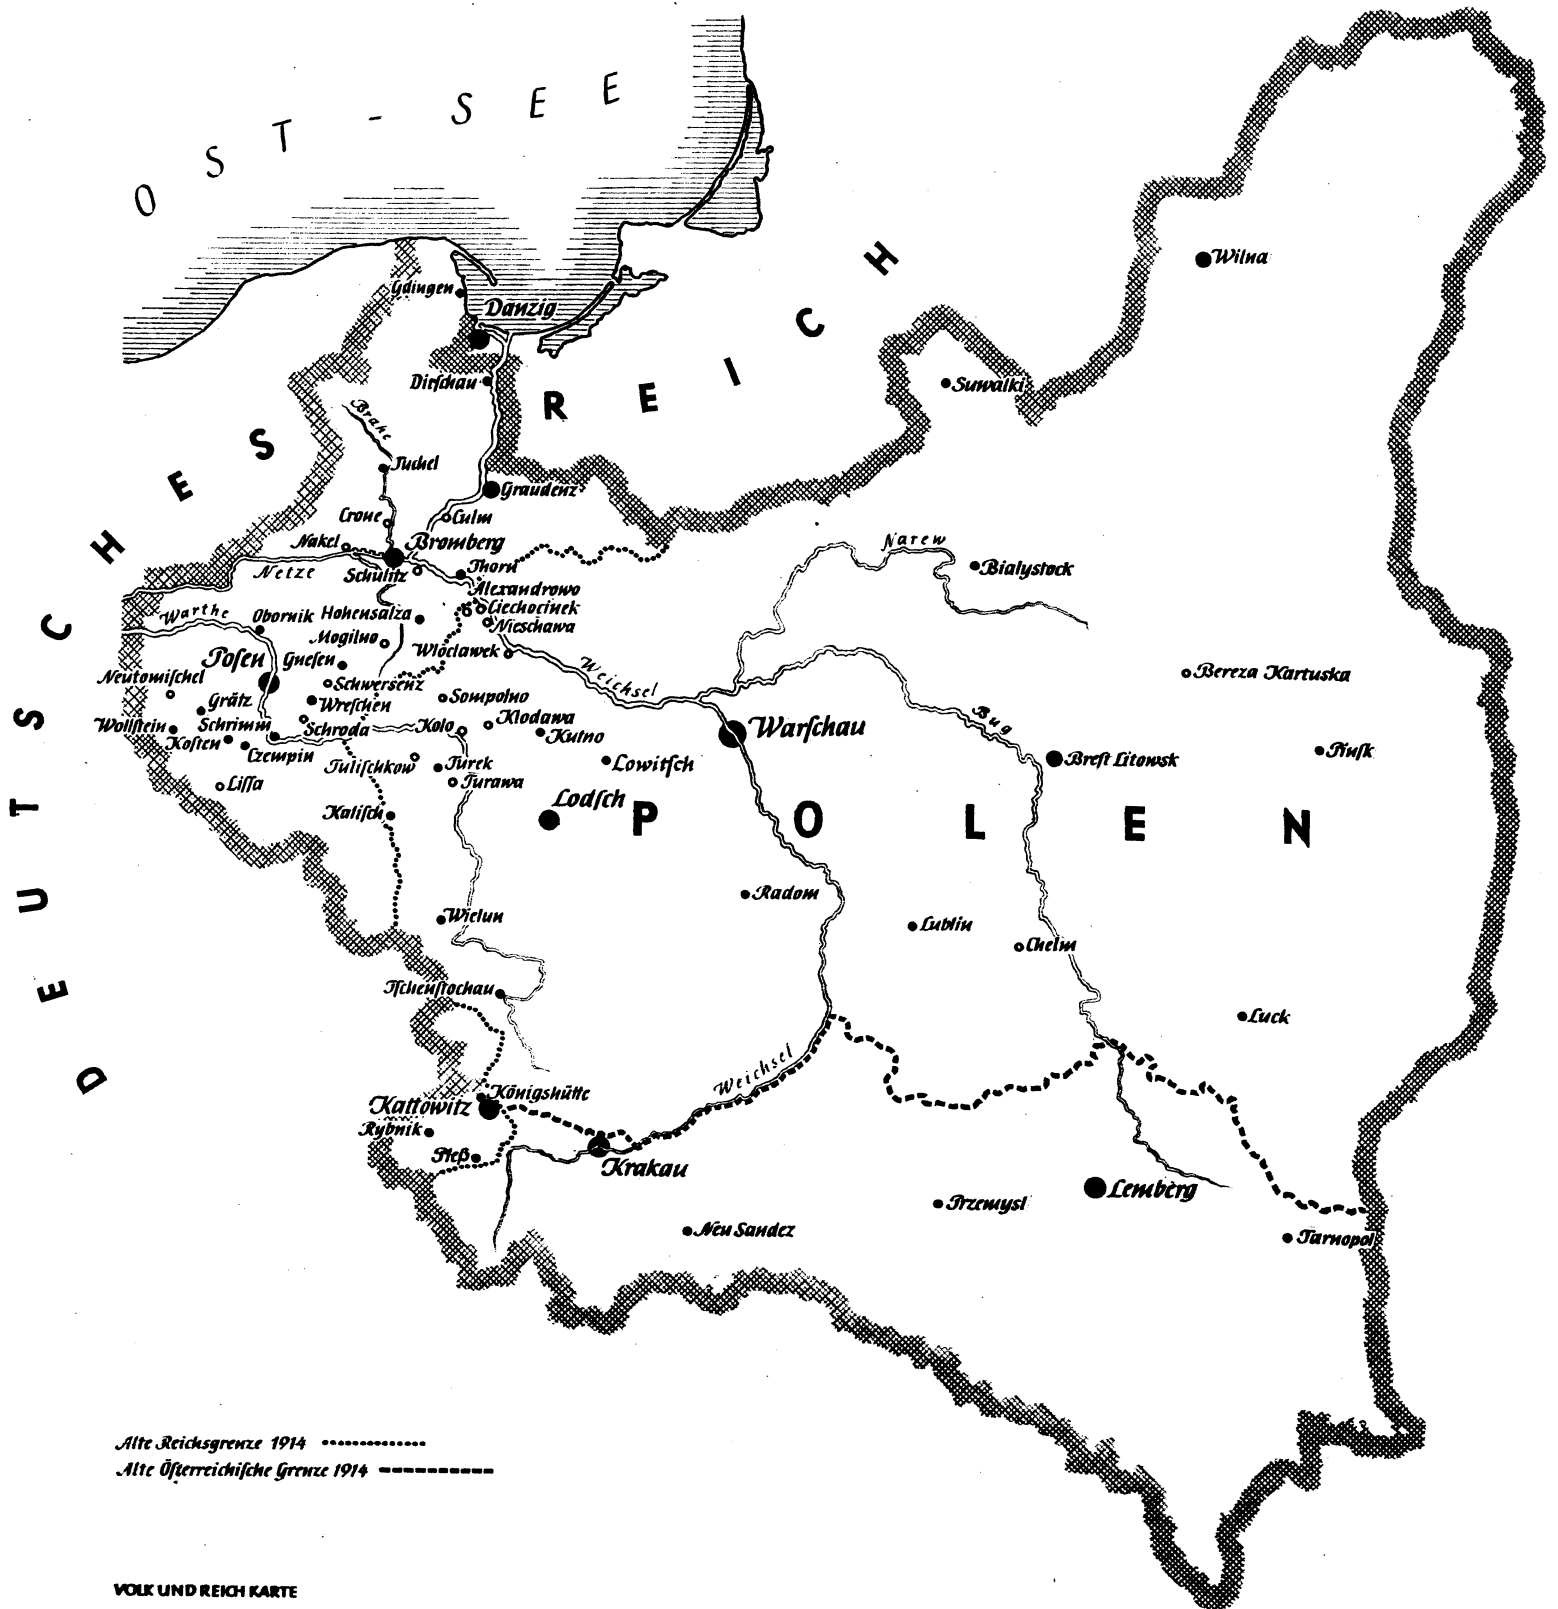 OST-SEE
DEUTSCHES REICH
Wilna
Gdingen
Danzig
Dirſchau
Suwalki
Brahe
Tuchel
Graudenz
Crone
Culm
Nakel
Bromberg
Narew
Netze
Schulitz
Thorn
Bialyſtock
Alexandrowo
Warthe
Obornik
Hohensalza
Ciechocinek
Nieschawa
Mogilno
Wloclawek
Poſen
Gneſen
Weichsel
Neutomiſchel
Schwersenz
Bereza Kartuska
Grätz
Wreſchen
Sompolno
Wollſtein
Schrimm
Schroda
Kolo
Klodawa
Bug
Warſchau
Koſten
Czempin
Kutno
Tuliſchkow
Turek
Lowitſch
Breſt Litowsk
Pinſk
Liſſa
Turawa
Lodſch
Kaliſch
POLEN
Radom
Wielun
Lublin
Chelm
Tſchenſtochau
Luck
Weichsel
Königshütte
Kattowitz
Rybnik
Pleß
Krakau
Lemberg
Przemysl
Neu Sandez
Tarnopol
Alte Reichsgrenze 1914
Alte Öſterreichiſche Grenze 1914
VOLK UND REICH KARTE